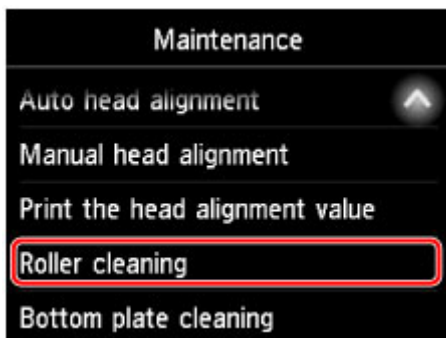 Maintenance
Auto head alignment
Manual head alignment
Print the head alignment value
Roller cleaning
Bottom plate cleaning